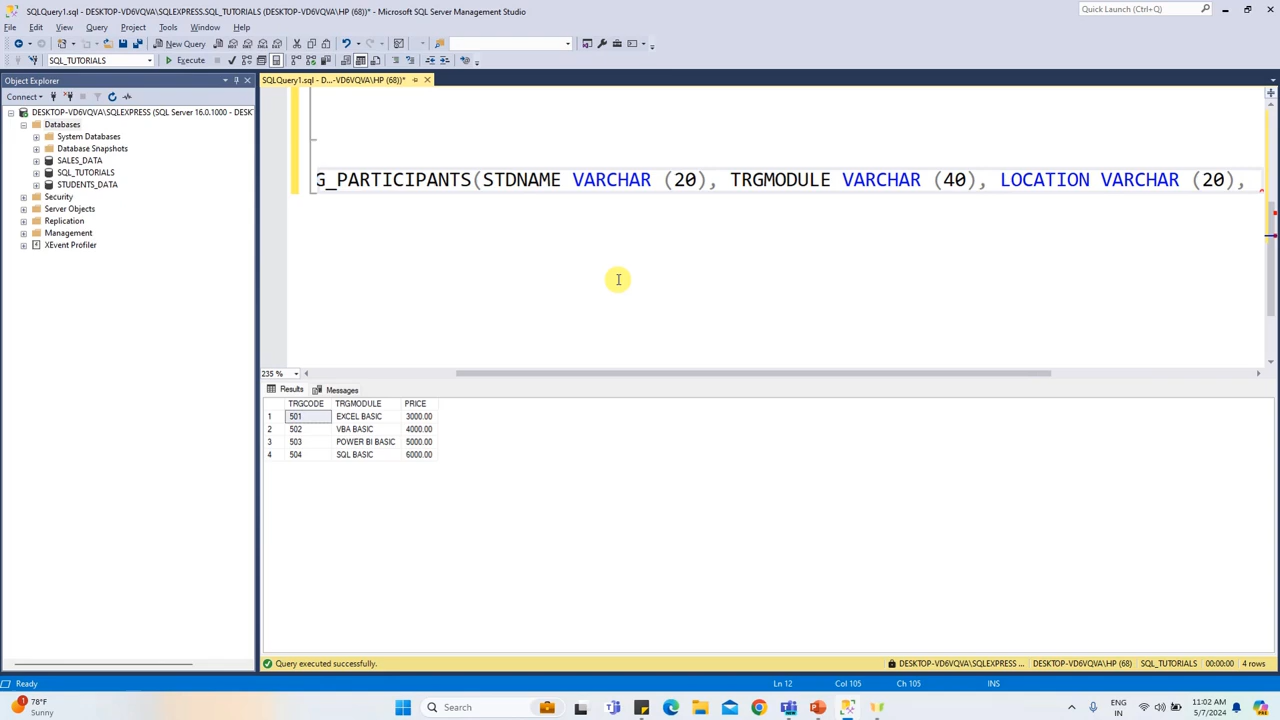 SQLQuery1.sql - DESKTOP-VD6VQVA\SQLEXPRESS.SQL_TUTORIALS (DESKTOP-VD6VQVA\HP (68))* - Microsoft SQL Server Management Studio
Quick Launch (Ctrl+Q)
File Edit View Query Project Tools Window Help
New Query
SQL_TUTORIALS Execute
Object Explorer
SQLQuery1.sql - D...-VD6VQVA\HP (68))*
Connect
DESKTOP-VD6VQVA\SQLEXPRESS (SQL Server 16.0.1000 - DESK
Databases
System Databases
Database Snapshots
SALES_DATA
SQL_TUTORIALS
STUDENTS_DATA
Security
Server Objects
Replication
Management
XEvent Profiler
G_PARTICIPANTS(STDNAME VARCHAR (20), TRGMODULE VARCHAR (40), LOCATION VARCHAR (20),
235 %
Results Messages
TRGCODE TRGMODULE PRICE
1 501 EXCEL BASIC 3000.00
2 502 VBA BASIC 4000.00
3 503 POWER BI BASIC 5000.00
4 504 SQL BASIC 6000.00
Query executed successfully.
DESKTOP-VD6VQVA\SQLEXPRESS ... DESKTOP-VD6VQVA\HP (68) SQL_TUTORIALS 00:00:00 4 rows
Ready Ln 12 Col 105 Ch 105 INS
78°F
Sunny
Search
ENG
IN
11:02 AM
5/7/2024